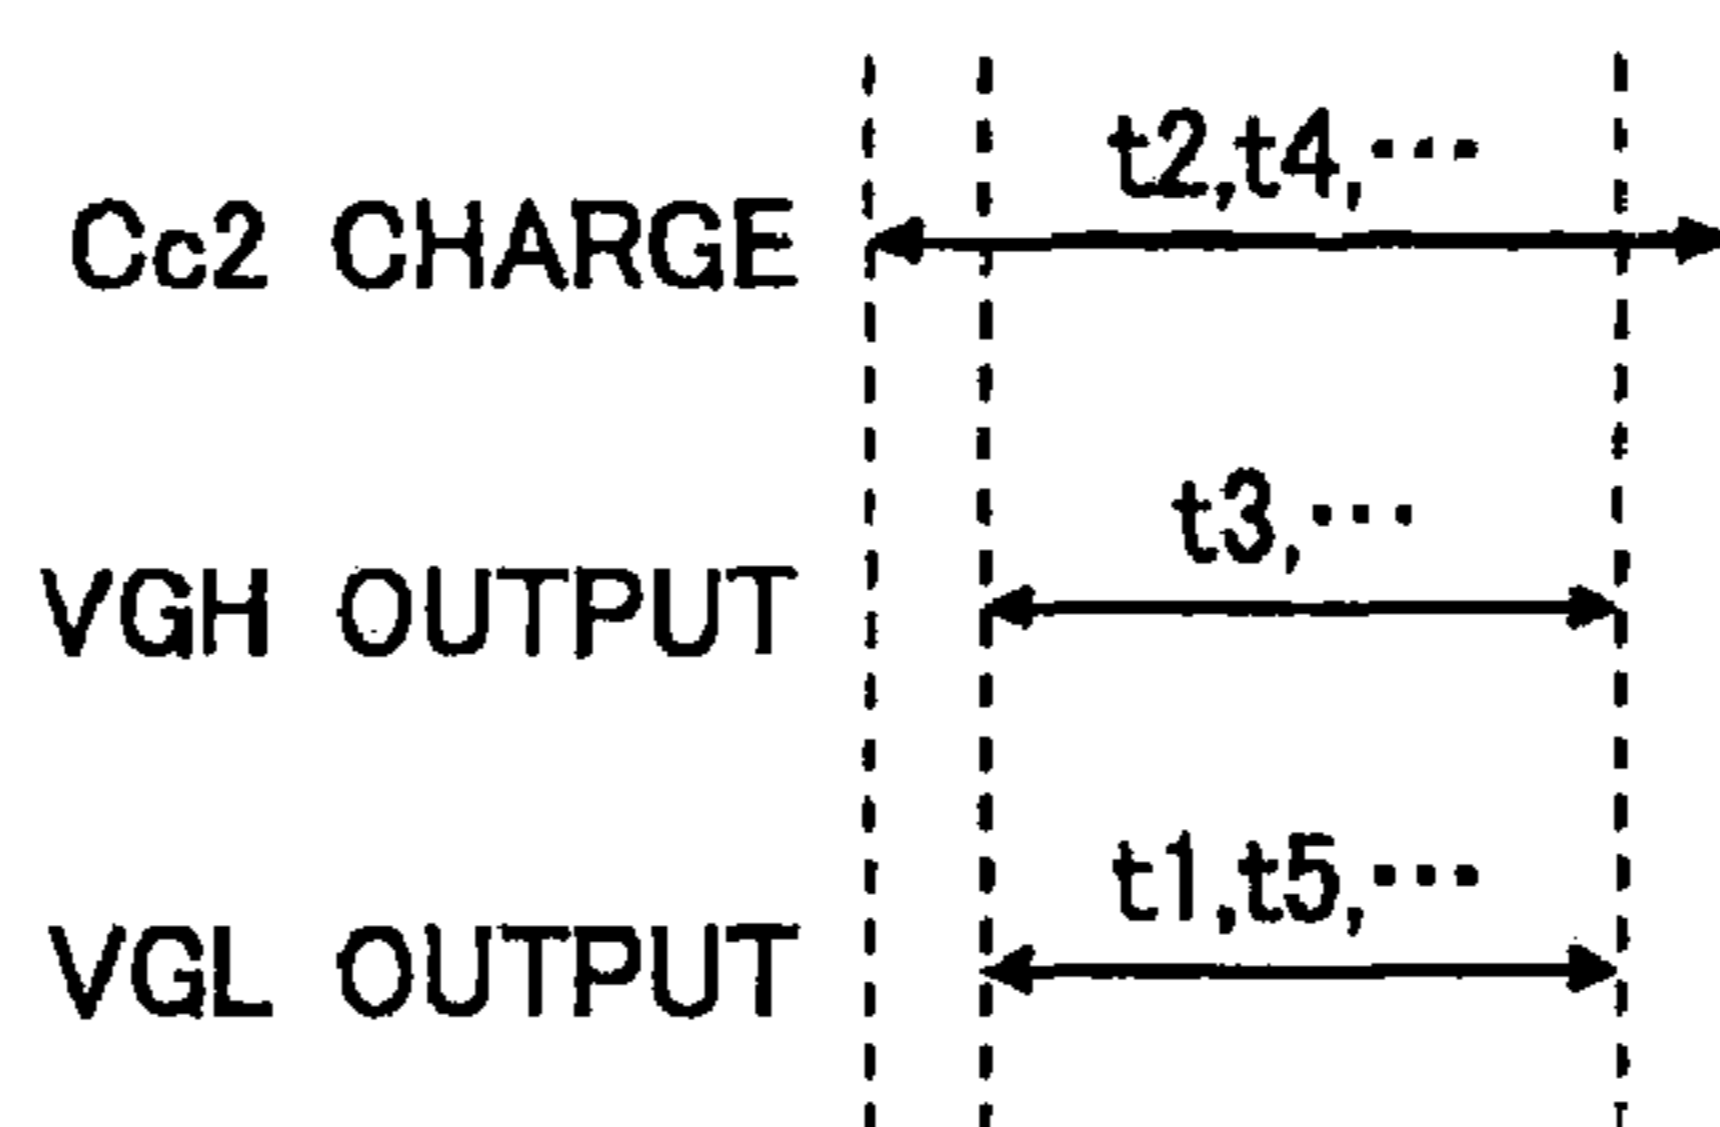 t2,t4,···
Cc2 CHARGE
t3,···
VGH OUTPUT
t1,t5,···
VGL OUTPUT